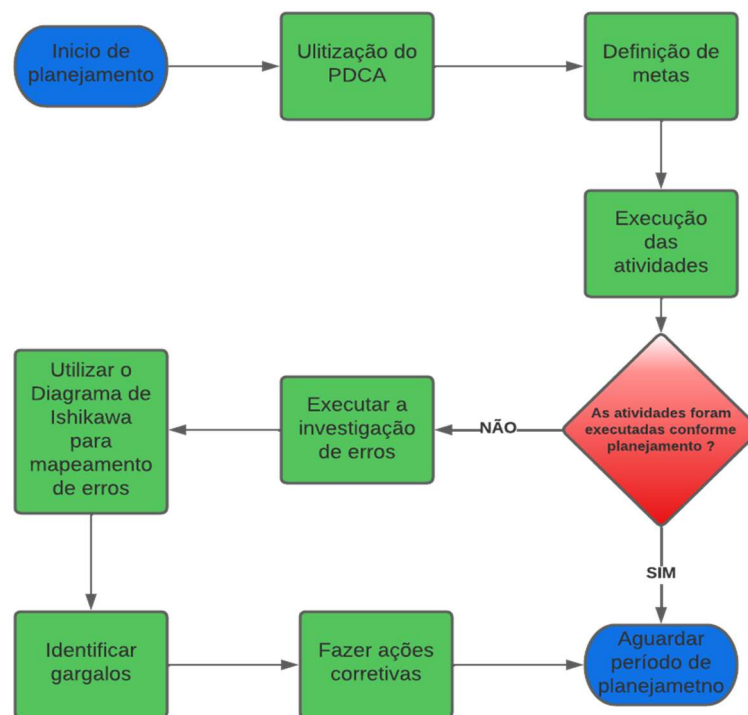 Inicio de
planejamento
Ulitização do
PDCA
Definição de
metas
Execução
das
atividades
As atividades foram
executadas conforme
planejamento ?
NÃO
Executar a
investigação
de erros
Utilizar o
Diagrama de
Ishikawa
para
mapeamento
de erros
SIM
Identificar
gargalos
Fazer ações
corretivas
Aguardar
período de
planejametno